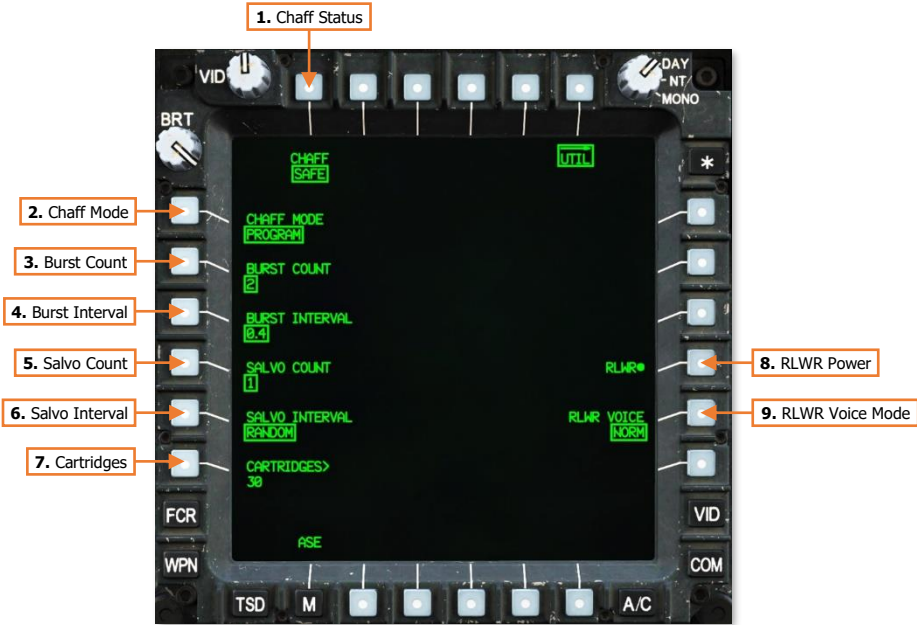 1. Chaff Status
VID
DAY
NT
MONO
BRT
*
CHAFF
SAFE
UTIL
2. Chaff Mode
CHAFF MODE
PROGRAM
3. Burst Count
BURST COUNT
2
4. Burst Interval
BURST INTERVAL
0.4
5. Salvo Count
SALVO COUNT
1
RLWR
8. RLWR Power
6. Salvo Interval
SALVO INTERVAL
RANDOM
RLWR VOICE
NORM
9. RLWR Voice Mode
7. Cartridges
CARTRIDGES>
30
FCR
VID
ASE
WPN
COM
TSD
M
A/C